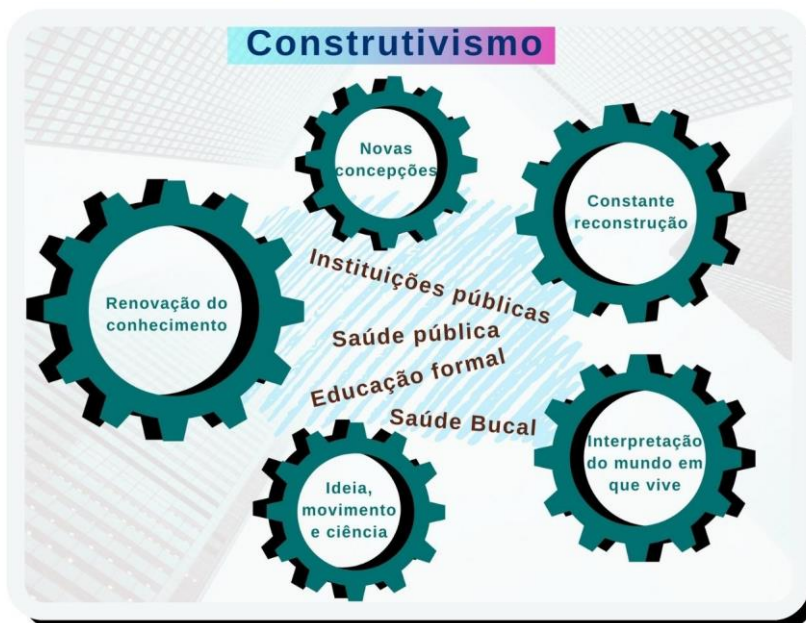 Construtivismo
Novas
concepções
Constante
reconstrução
Renovação do
conhecimento
Instituições públicas
Saúde pública
Educação formal
Saúde Bucal
Ideia,
movimento
e ciência
Interpretação
do mundo em
que vive